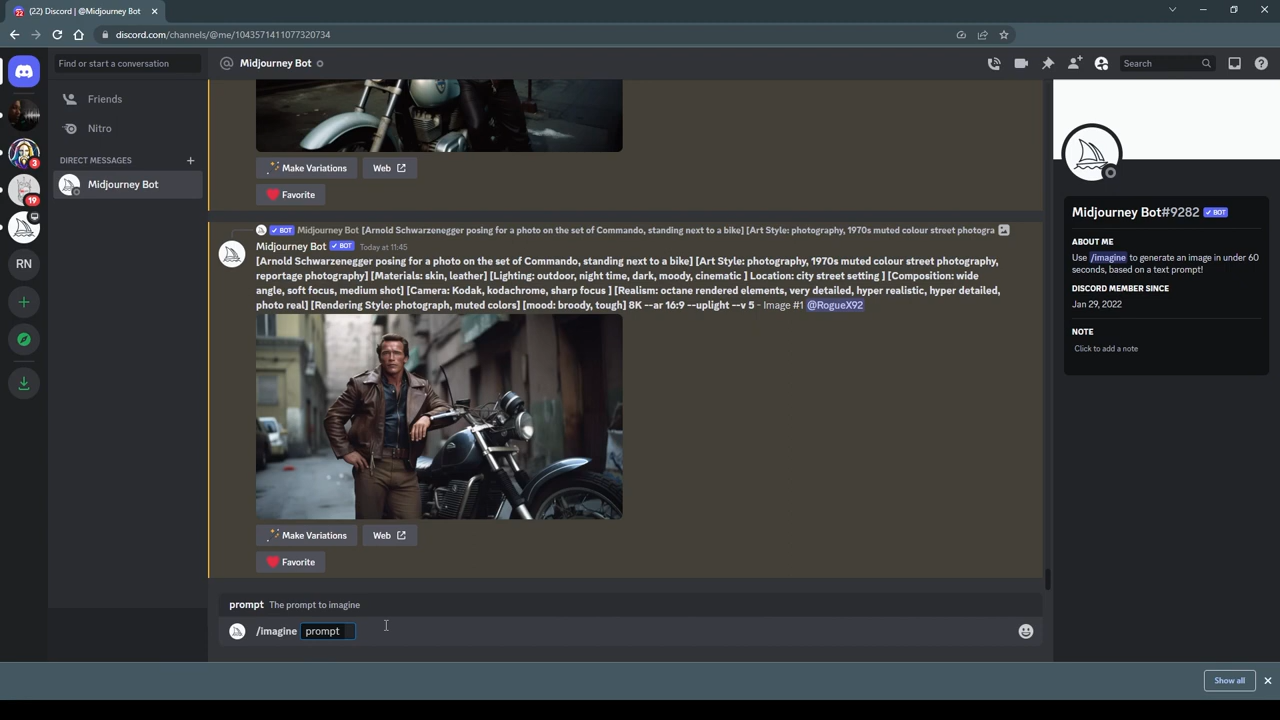 22
(22) Discord | @Midjourney Bot
discord.com/channels/@me/1043571411077320734
Find or start a conversation
@ Midjourney Bot
Search
Friends
Nitro
DIRECT MESSAGES +
Midjourney Bot
3
19
RN
Make Variations
Web
Favorite
BOT Midjourney Bot [Arnold Schwarzenegger posing for a photo on the set of Commando, standing next to a bike] [Art Style: photography, 1970s muted colour street photogra
Midjourney Bot BOT Today at 11:45
[Arnold Schwarzenegger posing for a photo on the set of Commando, standing next to a bike] [Art Style: photography, 1970s muted colour street photography,
reportage photography] [Materials: skin, leather] [Lighting: outdoor, night time, dark, moody, cinematic ] Location: city street setting ] [Composition: wide
angle, soft focus, medium shot] [Camera: Kodak, kodachrome, sharp focus ] [Realism: octane rendered elements, very detailed, hyper realistic, hyper detailed,
photo real] [Rendering Style: photograph, muted colors] [mood: broody, tough] 8K --ar 16:9 --uplight --v 5 - Image #1 @RogueX92
Make Variations
Web
Favorite
prompt The prompt to imagine
/imagine prompt
Midjourney Bot#9282 BOT
ABOUT ME
Use /imagine to generate an image in under 60
seconds, based on a text prompt!
DISCORD MEMBER SINCE
Jan 29, 2022
NOTE
Click to add a note
Show all